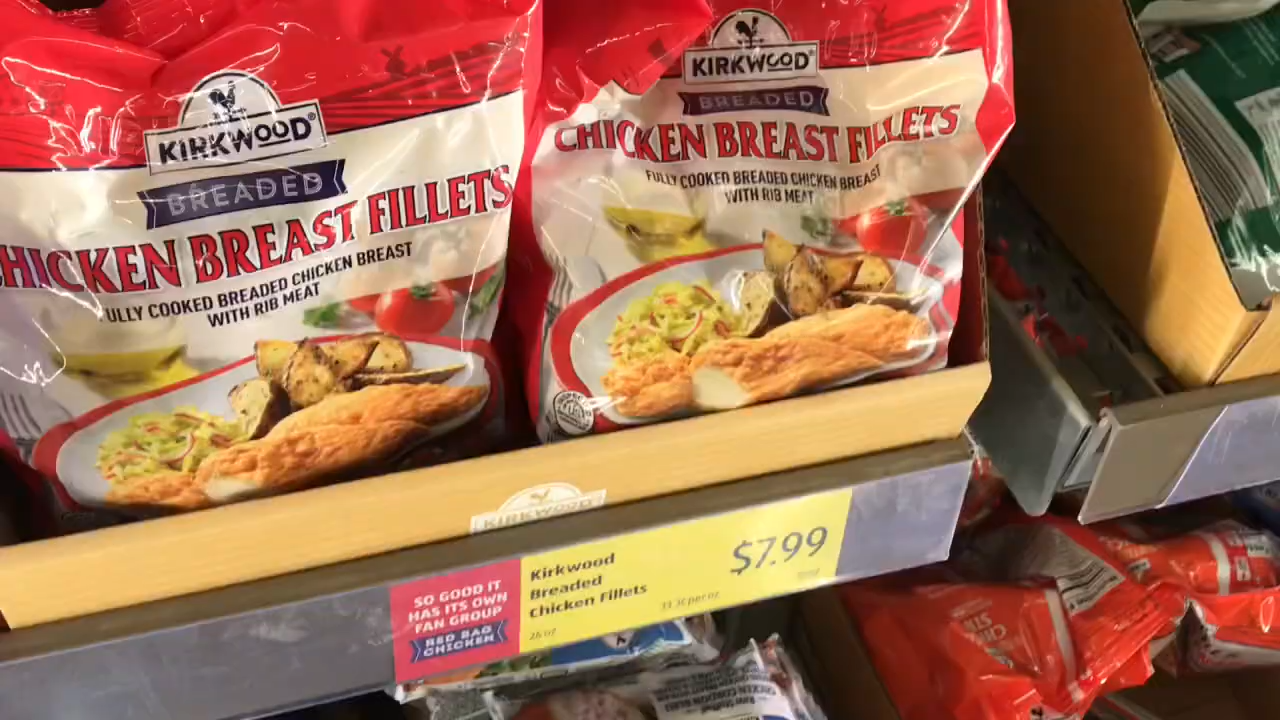 KIRKWOOD®
BREADED
CHICKEN BREAST FILLETS
FULLY COOKED BREADED CHICKEN BREAST
WITH RIB MEAT
KIRKWOOD®
BREADED
CHICKEN BREAST FILLETS
FULLY COOKED BREADED CHICKEN BREAST
WITH RIB MEAT
KIRKWOOD
SO GOOD IT
HAS ITS OWN
FAN GROUP
RED BAG
CHICKEN
Kirkwood
Breaded
Chicken Fillets
26 oz
$7.99